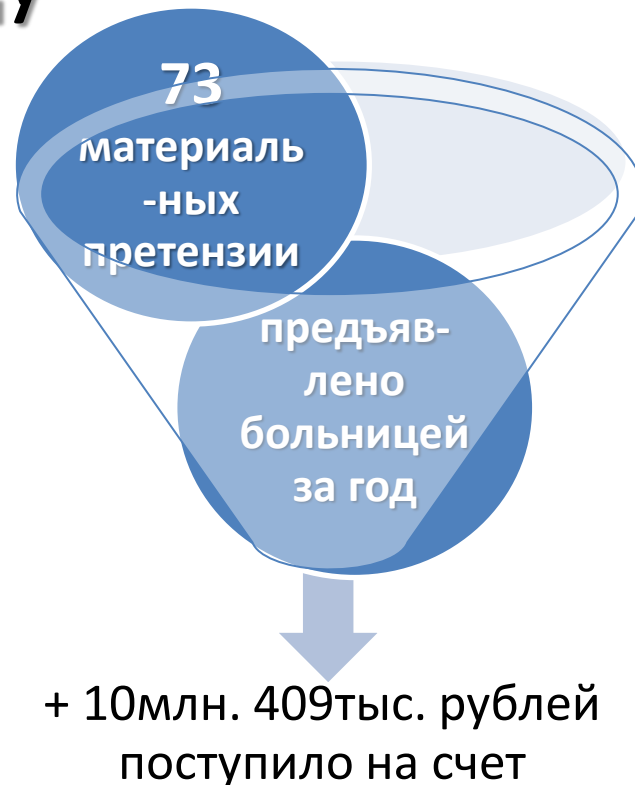 73
материаль
-ных
претензии
предъяв-
лено
больницей
за год
+ 10млн. 409тыс. рублей
поступило на счет